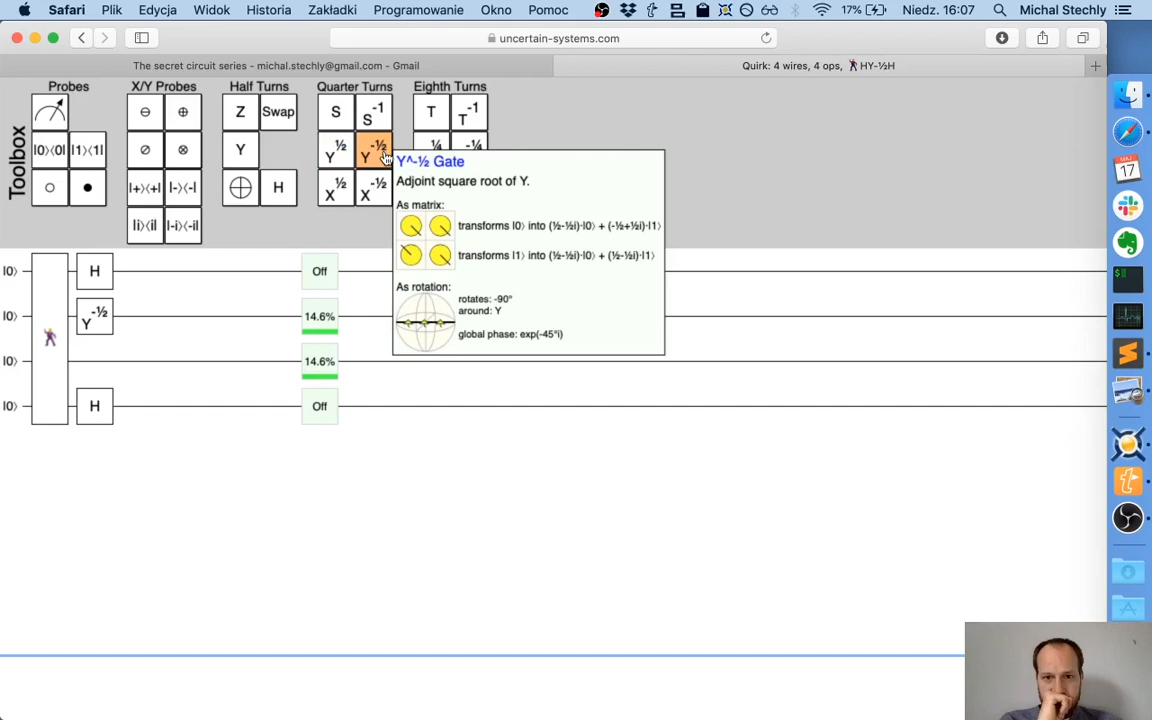 Safari Plik Edycja Widok Historia Zakładki Programowanie Okno Pomoc 17% Niedz. 16:07 Michal Stechly
uncertain-systems.com
The secret circuit series - michal.stechly@gmail.com - Gmail
Quirk: 4 wires, 4 ops, HY-½H
Toolbox
Probes X/Y Probes Half Turns Quarter Turns Eighth Turns
Z Swap S S-1 T T-1
|0⟩⟨0| |1⟩⟨1| Y Y½ Y-½ ¼ -¼
|+⟩⟨+| |-⟩⟨-| H X½ X-½
|i⟩⟨i| |-i⟩⟨-i|
Y^-½ Gate
Adjoint square root of Y.
As matrix:
transforms |0⟩ into (½-½i)·|0⟩ + (-½+½i)·|1⟩
transforms |1⟩ into (½-½i)·|0⟩ + (½-½i)·|1⟩
As rotation:
rotates: -90°
around: Y
global phase: exp(-45°i)
|0⟩ H Off
|0⟩ Y-½ 14.6%
|0⟩ 14.6%
|0⟩ H Off
MAJ
17